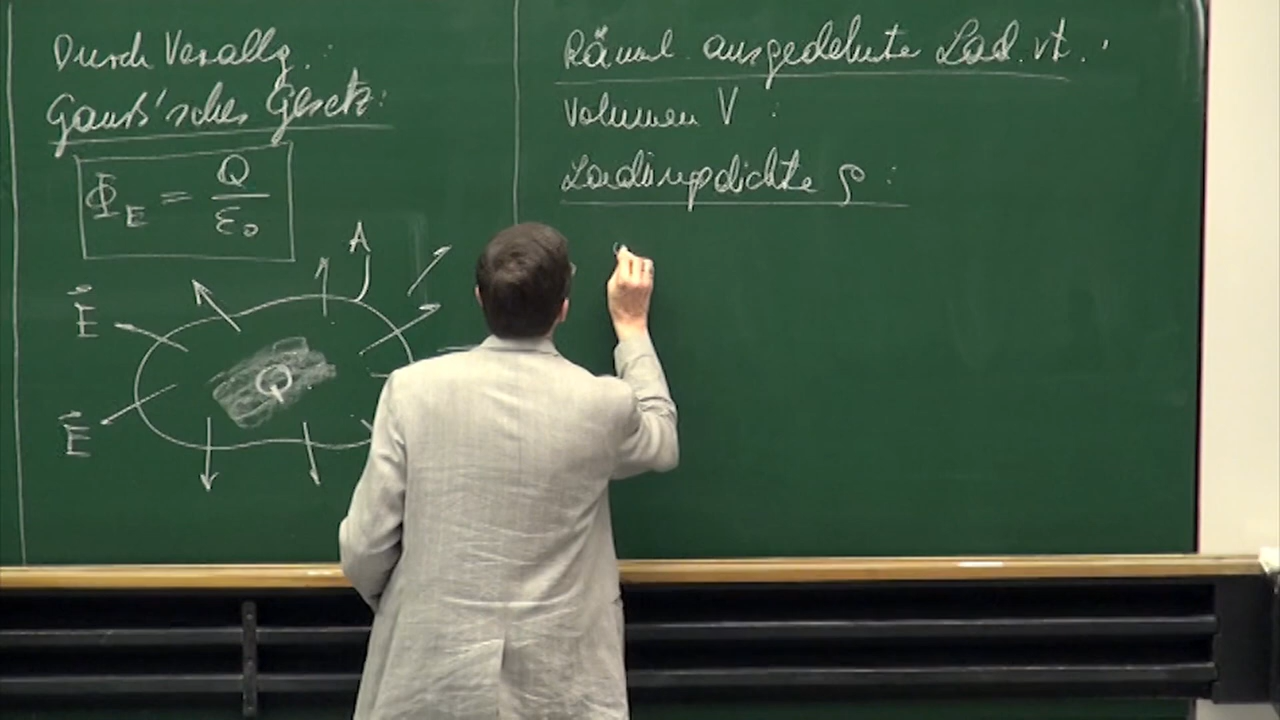 Durch Verallg. :
Gauß'sches Gesetz:
Φ_E = Q / ε₀
A
E⃗
Q
E⃗
Räuml. ausgedehnte Lad. vt. :
Volumen V :
Ladungsdichte ρ :